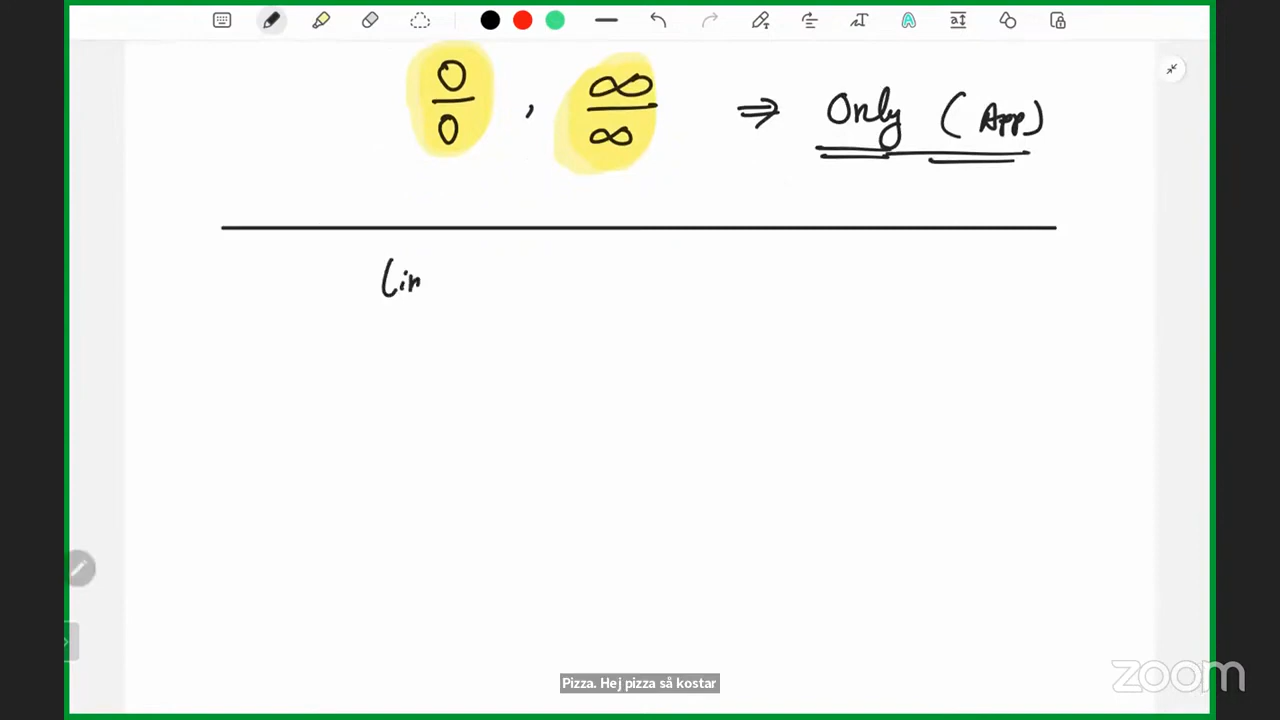 0/0 , ∞/∞ ⇒ Only (App)
Lin
Pizza. Hej pizza så kostar
zoom